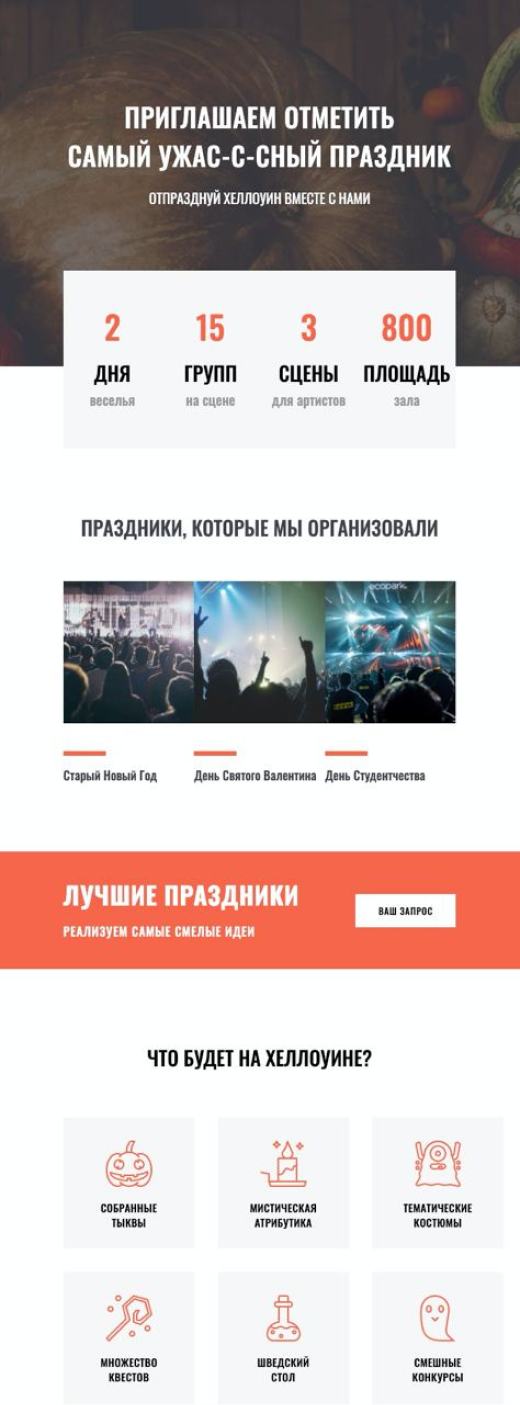 ПРИГЛАШАЕМ ОТМЕТИТЬ
САМЫЙ УЖАС-С-СНЫЙ ПРАЗДНИК
ОТПРАЗДНУЙ ХЕЛЛОУИН ВМЕСТЕ С НАМИ
2 15 3 800
ДНЯ ГРУПП СЦЕНЫ ПЛОЩАДЬ
веселья на сцене для артистов зала
ПРАЗДНИКИ, КОТОРЫЕ МЫ ОРГАНИЗОВАЛИ
ecopark
Старый Новый Год День Святого Валентина День Студентчества
ЛУЧШИЕ ПРАЗДНИКИ
РЕАЛИЗУЕМ САМЫЕ СМЕЛЫЕ ИДЕИ
ВАШ ЗАПРОС
ЧТО БУДЕТ НА ХЕЛЛОУИНЕ?
СОБРАННЫЕ МИСТИЧЕСКАЯ ТЕМАТИЧЕСКИЕ
ТЫКВЫ АТРИБУТИКА КОСТЮМЫ
МНОЖЕСТВО ШВЕДСКИЙ СМЕШНЫЕ
КВЕСТОВ СТОЛ КОНКУРСЫ